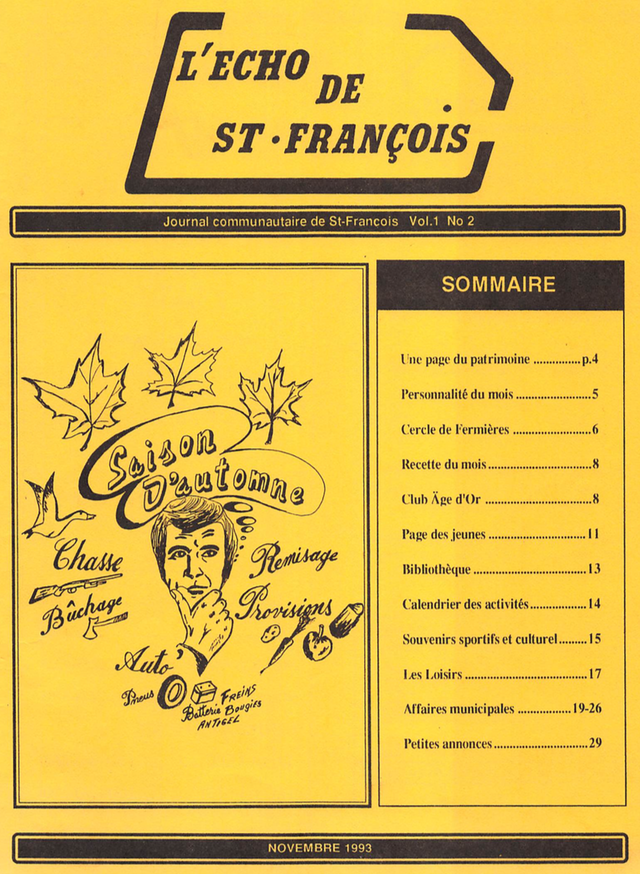 L'ECHO
DE
ST·FRANÇOIS
Journal communautaire de St-Francois Vol.1 No 2
Saison
D'automne
Chasse
Bûchage
Remisage
Provisions
Auto
Pneus
Batterie
FREINS
Bougies
ANTIGEL
SOMMAIRE
Une page du patrimoine ...............p.4
Personnalité du mois ........................5
Cercle de Fermières .........................6
Recette du mois.................................8
Club Äge d'Or ..................................8
Page des jeunes ...............................11
Bibliothèque ....................................13
Calendrier des activités..................14
Souvenirs sportifs et culturel.........15
Les Loisirs .......................................17
Affaires municipales .................19-26
Petites annonces..............................29
NOVEMBRE 1993